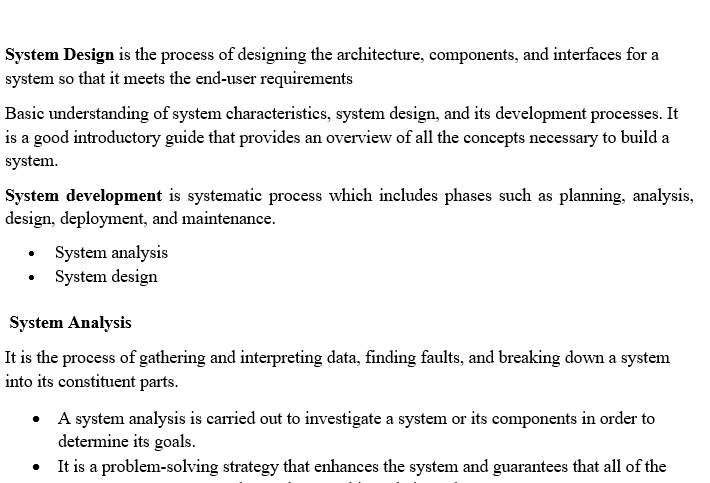 System Design is the process of designing the architecture, components, and interfaces for a
system so that it meets the end-user requirements
Basic understanding of system characteristics, system design, and its development processes. It
is a good introductory guide that provides an overview of all the concepts necessary to build a
system.
System development is systematic process which includes phases such as planning, analysis,
design, deployment, and maintenance.
• System analysis
• System design
System Analysis
It is the process of gathering and interpreting data, finding faults, and breaking down a system
into its constituent parts.
• A system analysis is carried out to investigate a system or its components in order to
determine its goals.
• It is a problem-solving strategy that enhances the system and guarantees that all of the